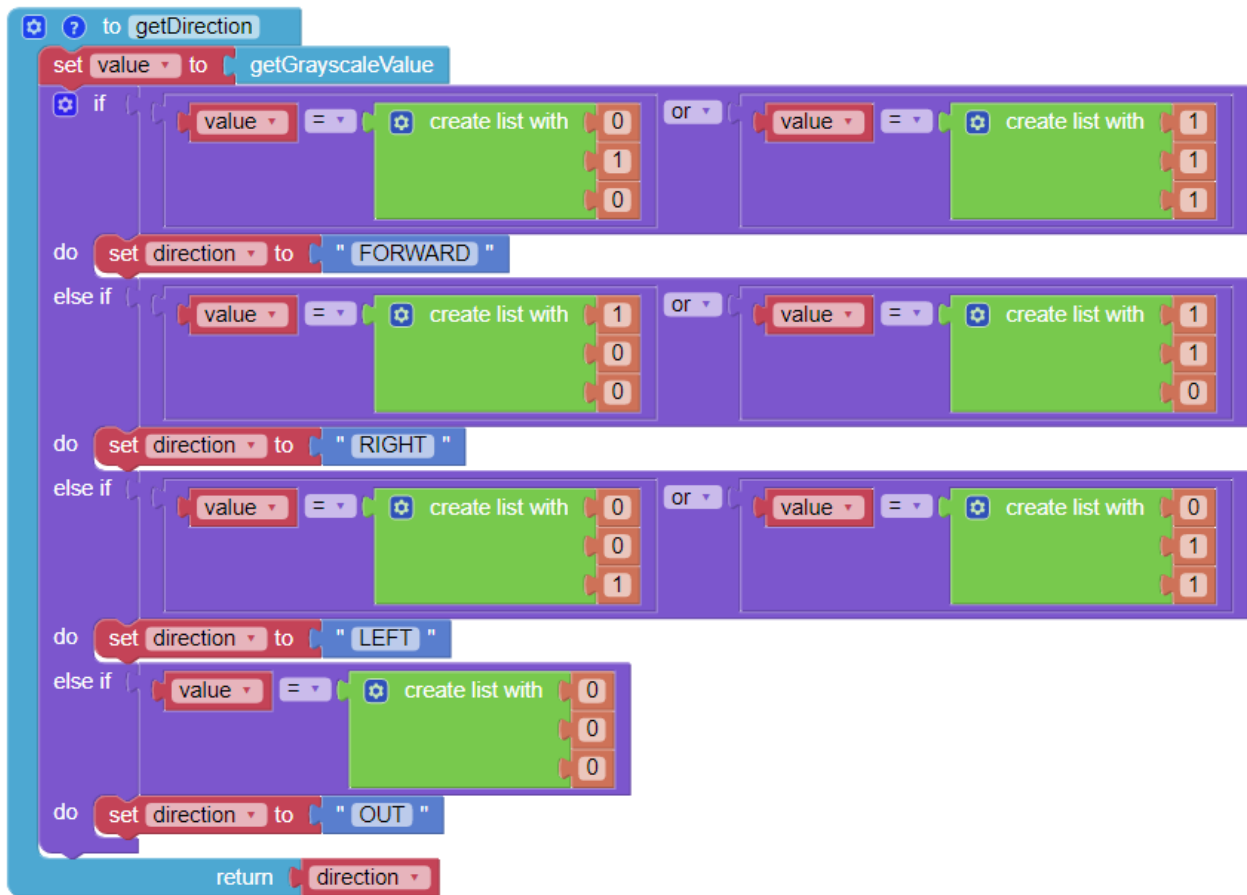 ? to getDirection
set value to getGrayscaleValue
if value = create list with 0 or value = create list with 1
1 1
0 1
do set direction to " FORWARD "
else if value = create list with 1 or value = create list with 1
0 1
0 0
do set direction to " RIGHT "
else if value = create list with 0 or value = create list with 0
0 1
1 1
do set direction to " LEFT "
else if value = create list with 0
0
0
do set direction to " OUT "
return direction